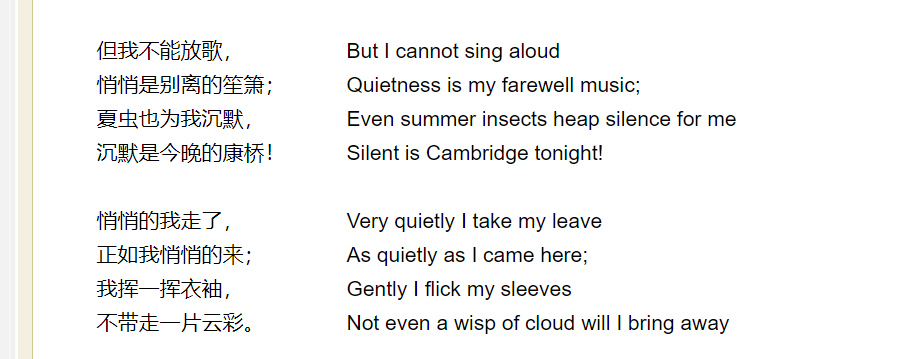 但我不能放歌， But I cannot sing aloud
悄悄是别离的笙箫； Quietness is my farewell music;
夏虫也为我沉默， Even summer insects heap silence for me
沉默是今晚的康桥！ Silent is Cambridge tonight!
悄悄的我走了， Very quietly I take my leave
正如我悄悄的来； As quietly as I came here;
我挥一挥衣袖， Gently I flick my sleeves
不带走一片云彩。 Not even a wisp of cloud will I bring away